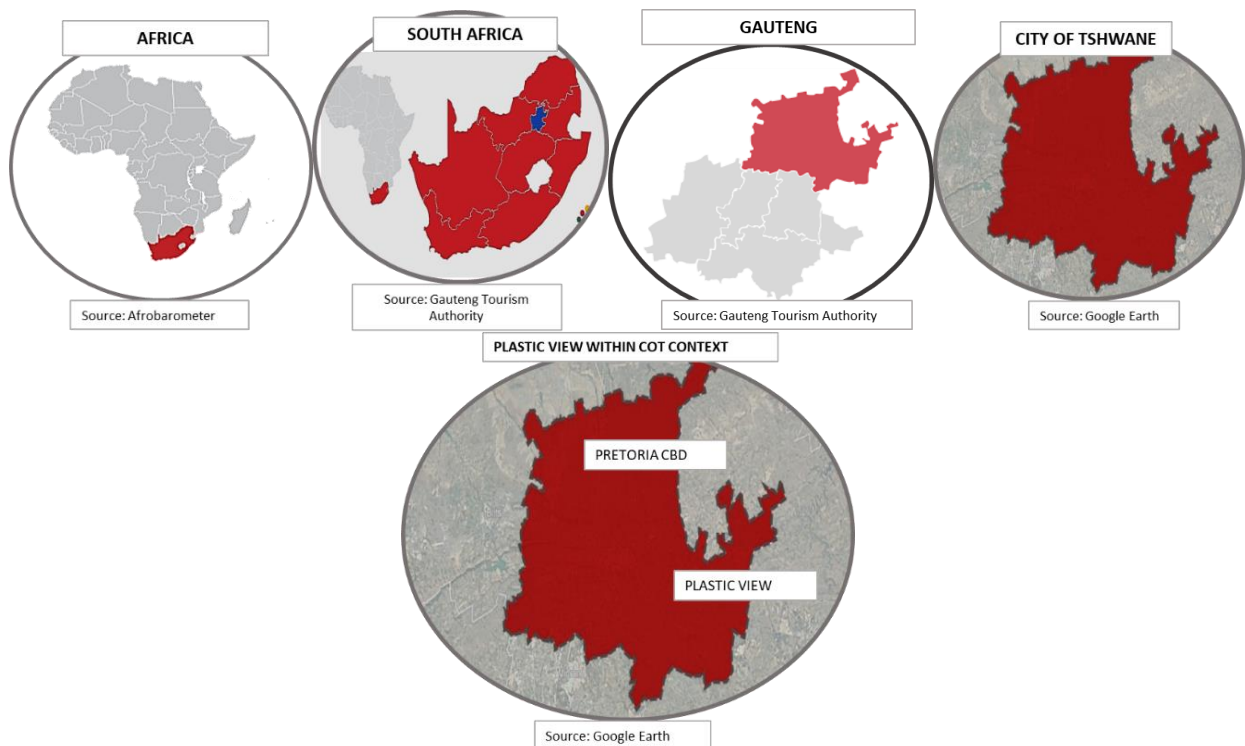 AFRICA
SOUTH AFRICA
GAUTENG
CITY OF TSHWANE
Source: Afrobarometer
Source: Gauteng Tourism
Authority
Source: Gauteng Tourism Authority
Source: Google Earth
PLASTIC VIEW WITHIN COT CONTEXT
PRETORIA CBD
PLASTIC VIEW
Source: Google Earth